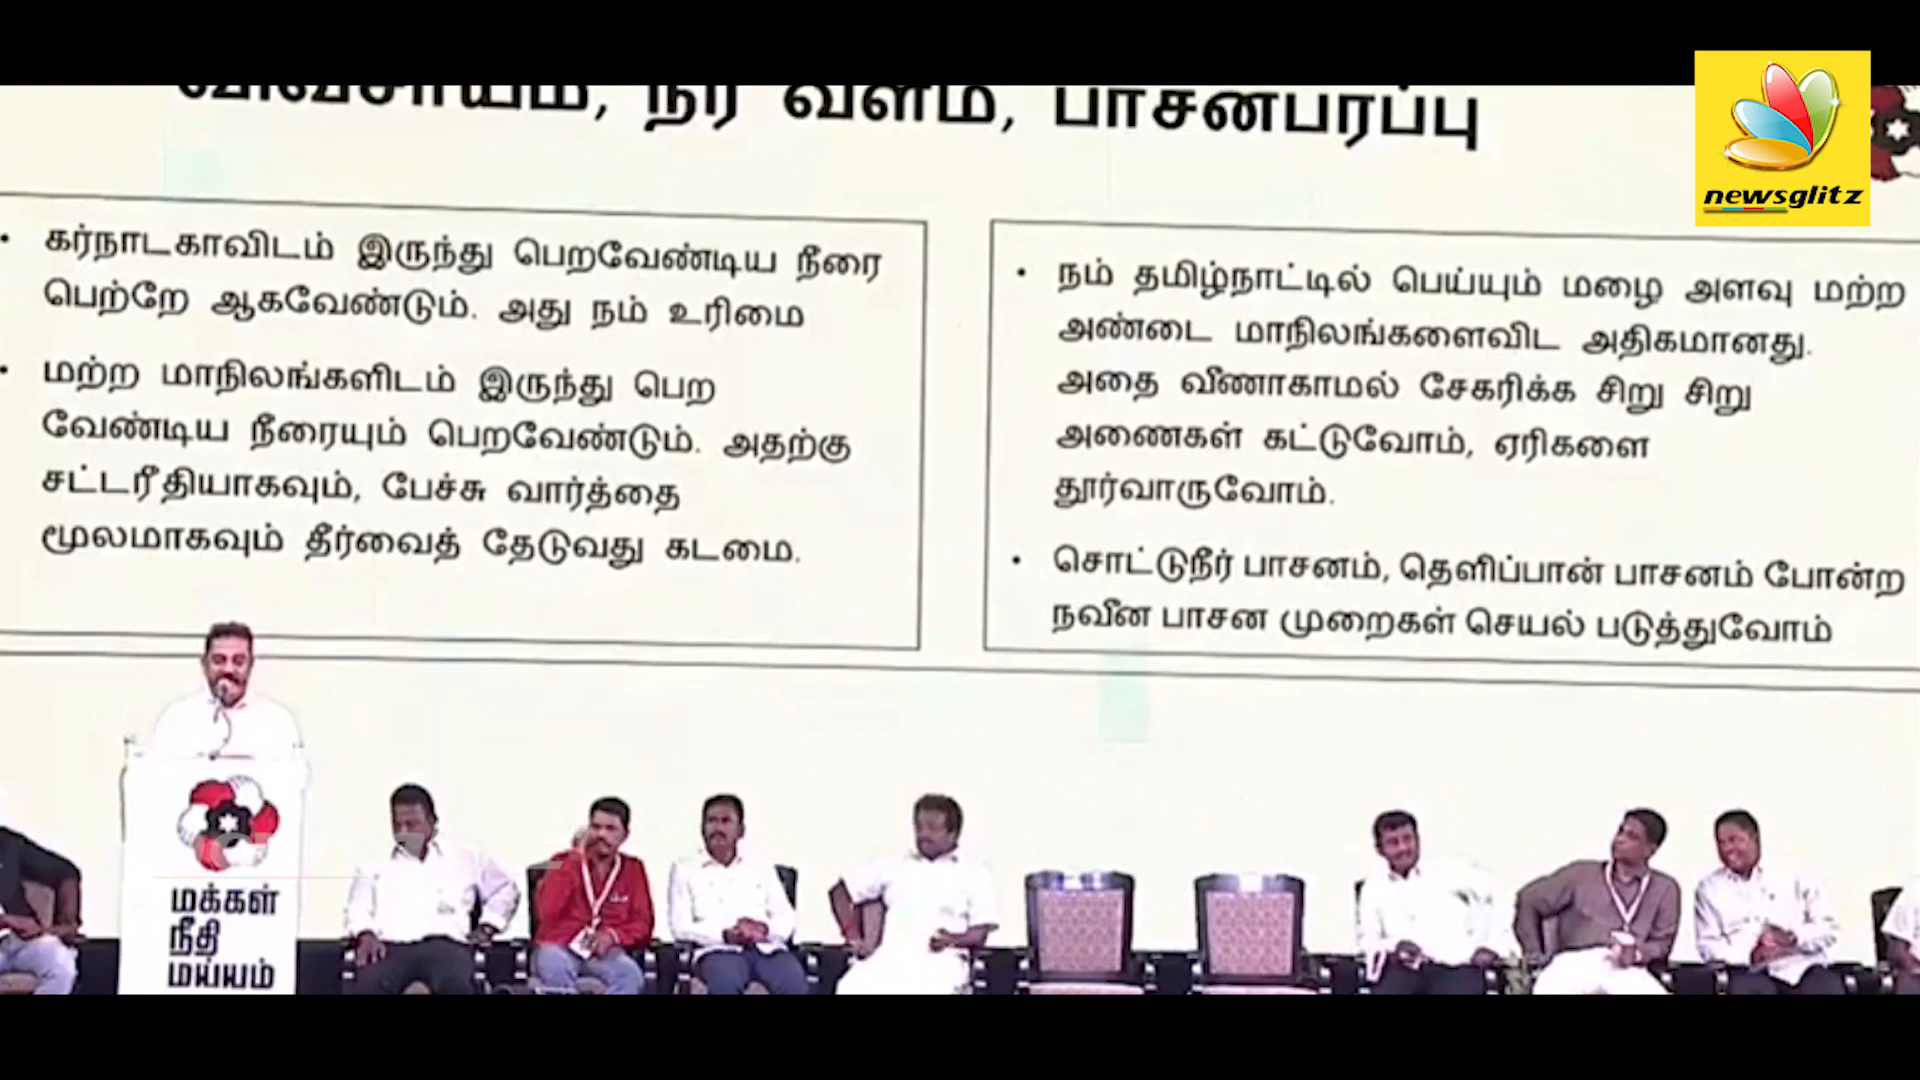 விவசாயம், நீர் வளம், பாசனபரப்பு
newsglitz
• கர்நாடகாவிடம் இருந்து பெறவேண்டிய நீரை
பெற்றே ஆகவேண்டும். அது நம் உரிமை
• மற்ற மாநிலங்களிடம் இருந்து பெற
வேண்டிய நீரையும் பெறவேண்டும். அதற்கு
சட்டரீதியாகவும், பேச்சு வார்த்தை
மூலமாகவும் தீர்வைத் தேடுவது கடமை.
• நம் தமிழ்நாட்டில் பெய்யும் மழை அளவு மற்ற
அண்டை மாநிலங்களைவிட அதிகமானது.
அதை வீணாகாமல் சேகரிக்க சிறு சிறு
அணைகள் கட்டுவோம், ஏரிகளை
தூர்வாருவோம்.
• சொட்டுநீர் பாசனம், தெளிப்பான் பாசனம் போன்ற
நவீன பாசன முறைகள் செயல் படுத்துவோம்
மக்கள்
நீதி
மய்யம்